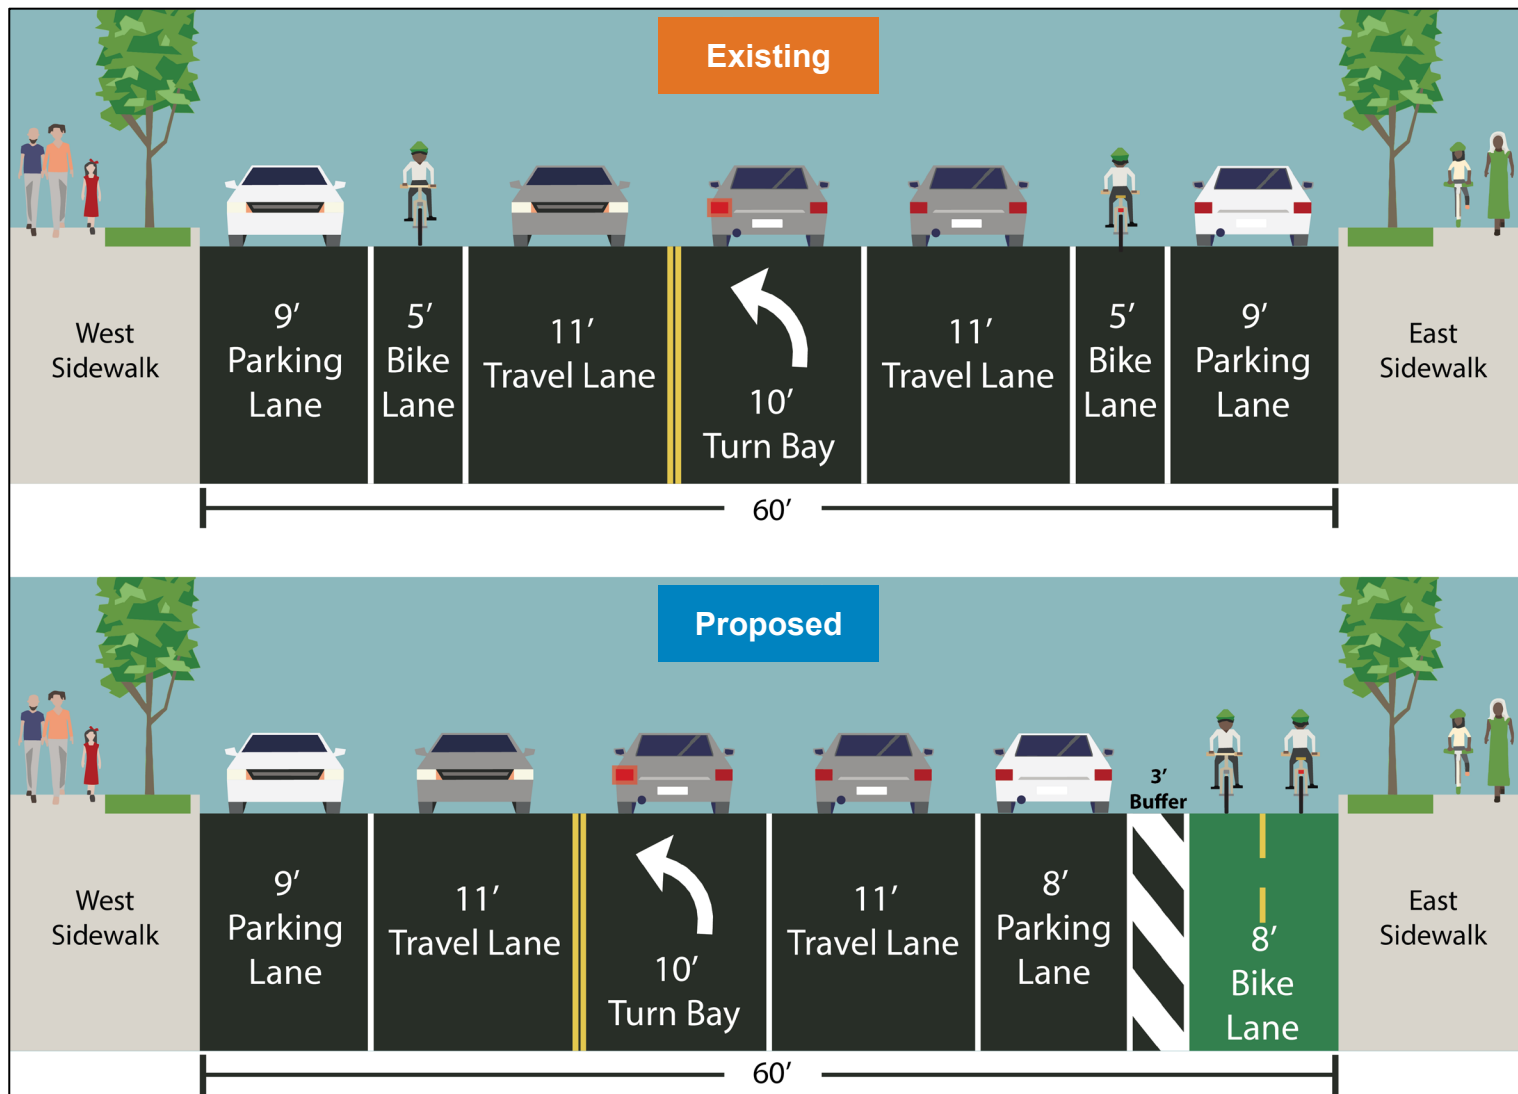 Existing
West
Sidewalk
9’
Parking
Lane
5’
Bike
Lane
11’
Travel Lane
10’
Turn Bay
11’
Travel Lane
5’
Bike
Lane
9’
Parking
Lane
East
Sidewalk
60’
Proposed
West
Sidewalk
9’
Parking
Lane
11’
Travel Lane
10’
Turn Bay
11’
Travel Lane
8’
Parking
Lane
3’
Buffer
8’
Bike
Lane
East
Sidewalk
60’